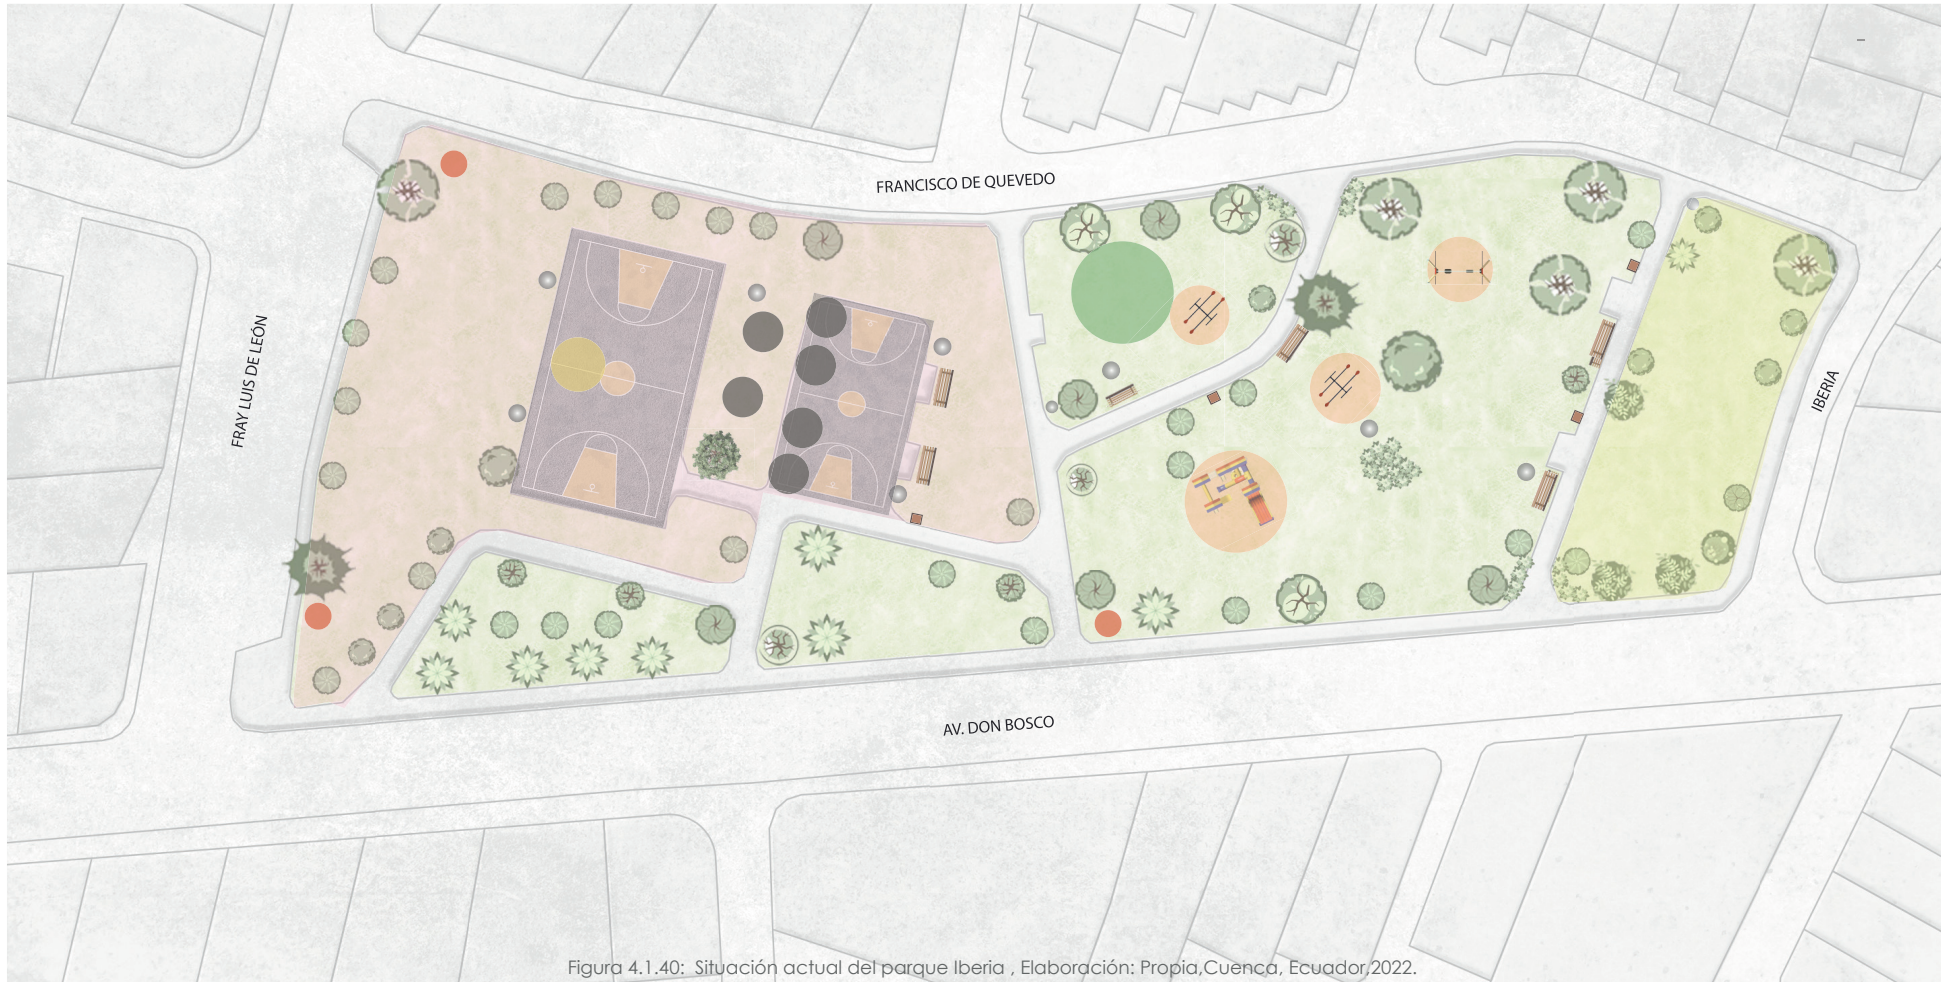 FRANCISCO DE QUEVEDO
FRAY LUIS DE LEÓN
IBERIA
AV. DON BOSCO
Figura 4.1.40: Situación actual del parque Iberia , Elaboración: Propia,Cuenca, Ecuador,2022.